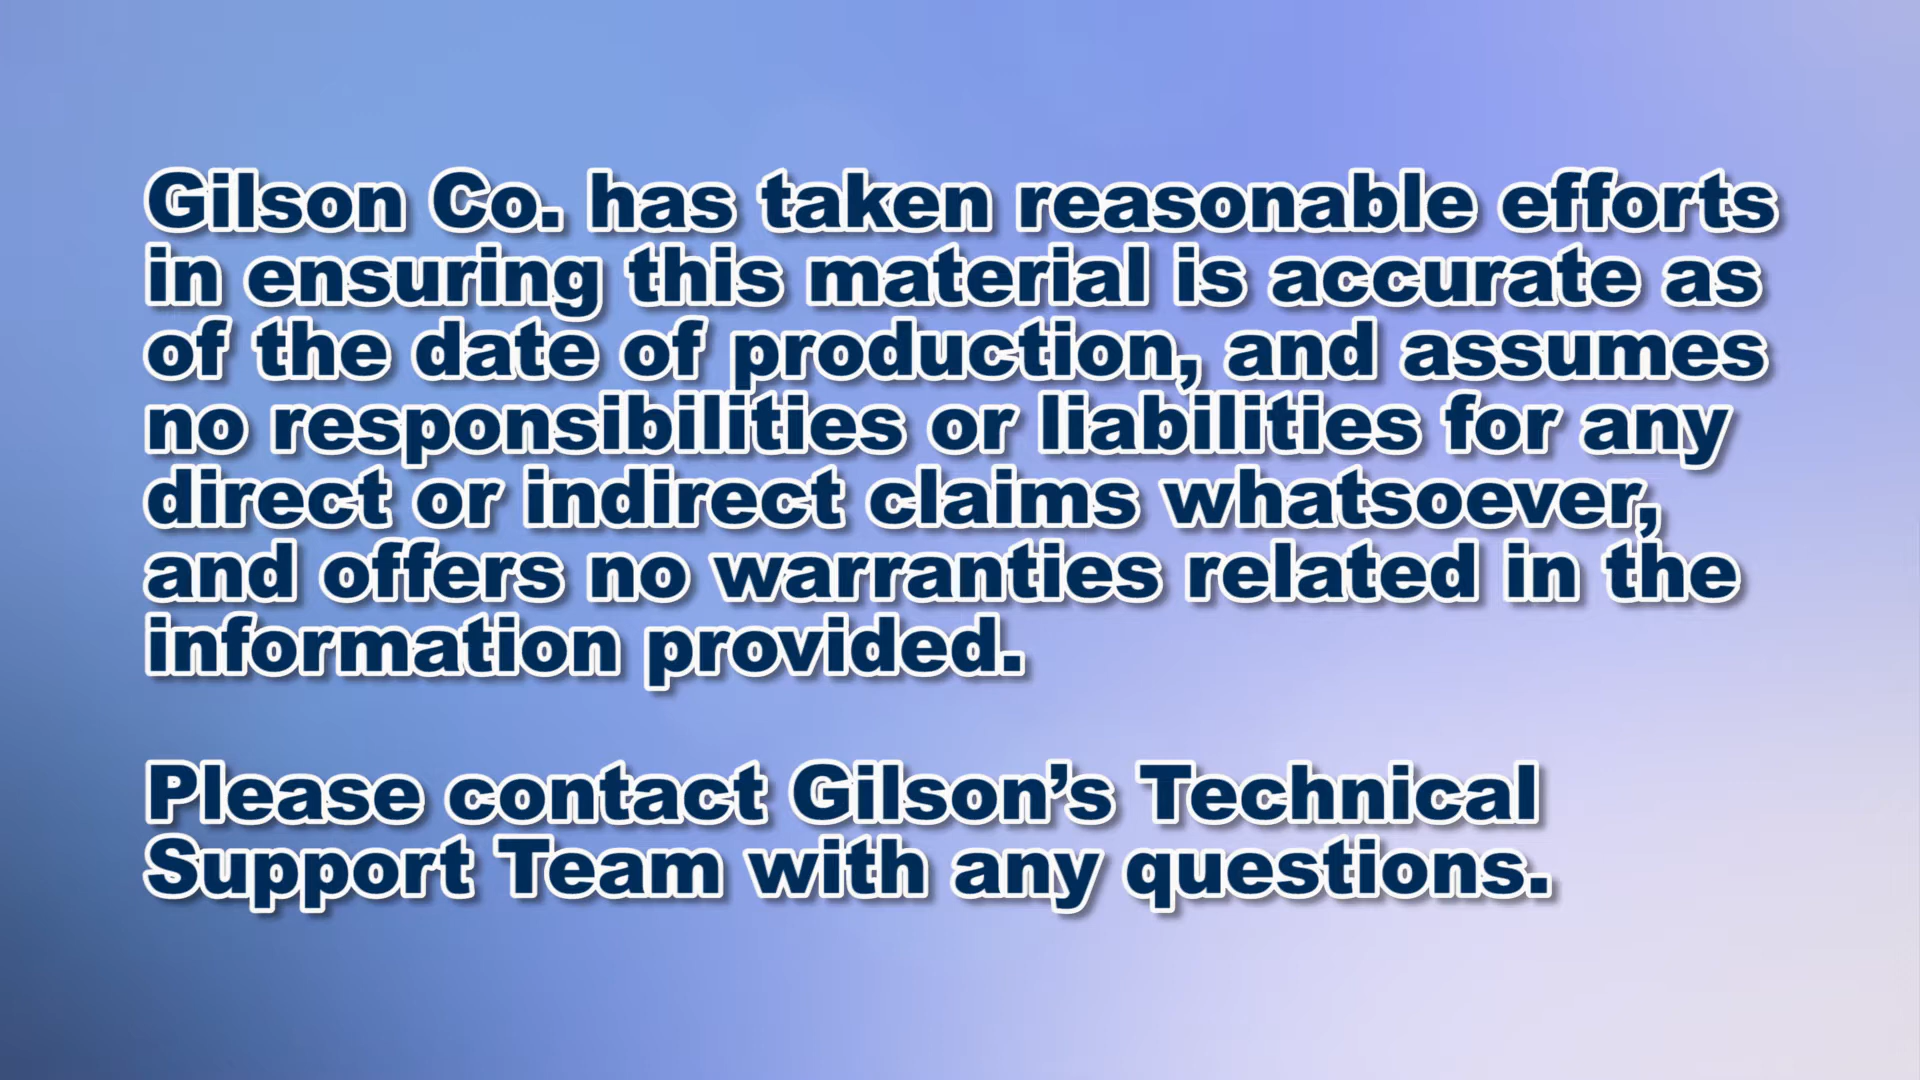 Gilson Co. has taken reasonable efforts
in ensuring this material is accurate as
of the date of production, and assumes
no responsibilities or liabilities for any
direct or indirect claims whatsoever,
and offers no warranties related in the
information provided.
Please contact Gilson’s Technical
Support Team with any questions.